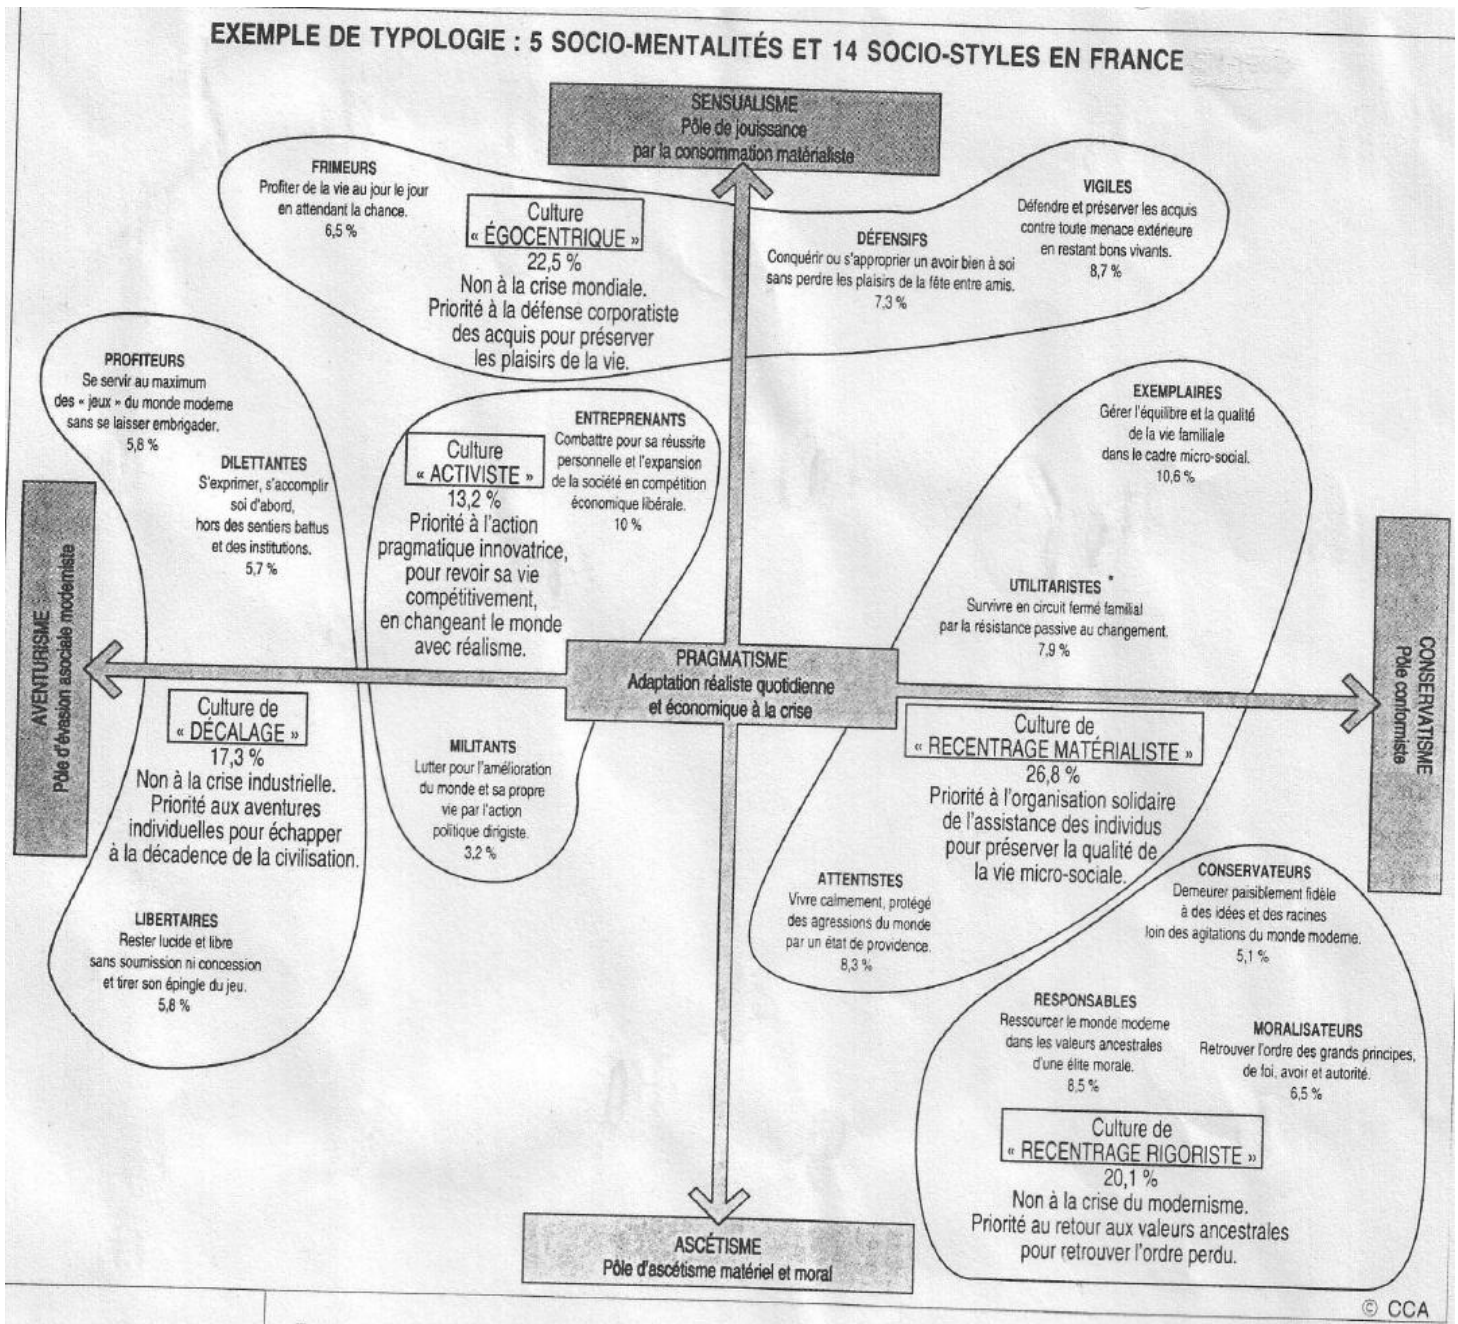 EXEMPLE DE TYPOLOGIE : 5 SOCIO-MENTALITÉS ET 14 SOCIO-STYLES EN FRANCE
SENSUALISME
Pôle de jouissance
par la consommation matérialiste
FRIMEURS
Profiter de la vie au jour le jour
en attendant la chance.
6,5 %
Culture
« ÉGOCENTRIQUE »
22,5 %
Non à la crise mondiale.
Priorité à la défense corporatiste
des acquis pour préserver
les plaisirs de la vie.
DÉFENSIFS
Conquérir ou s'approprier un avoir bien à soi
sans perdre les plaisirs de la fête entre amis.
7,3 %
VIGILES
Défendre et préserver les acquis
contre toute menace extérieure
en restant bons vivants.
8,7 %
PROFITEURS
Se servir au maximum
des « jeux » du monde moderne
sans se laisser embrigader.
5,8 %
DILETTANTES
S'exprimer, s'accomplir
soi d'abord,
hors des sentiers battus
et des institutions.
5,7 %
Culture
« ACTIVISTE »
13,2 %
Priorité à l'action
pragmatique innovatrice,
pour revoir sa vie
compétitivement,
en changeant le monde
avec réalisme.
ENTREPRENANTS
Combattre pour sa réussite
personnelle et l'expansion
de la société en compétition
économique libérale.
10 %
EXEMPLAIRES
Gérer l'équilibre et la qualité
de la vie familiale
dans le cadre micro-social.
10,6 %
UTILITARISTES *
Survivre en circuit fermé familial
par la résistance passive au changement.
7,9 %
AVENTURISME
Pôle d'évasion asociale moderniste
PRAGMATISME
Adaptation réaliste quotidienne
et économique à la crise
CONSERVATISME
Pôle conformiste
Culture de
« DÉCALAGE »
17,3 %
Non à la crise industrielle.
Priorité aux aventures
individuelles pour échapper
à la décadence de la civilisation.
MILITANTS
Lutter pour l'amélioration
du monde et sa propre
vie par l'action
politique dirigiste.
3,2 %
Culture de
« RECENTRAGE MATÉRIALISTE »
26,8 %
Priorité à l'organisation solidaire
de l'assistance des individus
pour préserver la qualité de
la vie micro-sociale.
ATTENTISTES
Vivre calmement, protégé
des agressions du monde
par un état de providence.
8,3 %
CONSERVATEURS
Demeurer paisiblement fidèle
à des idées et des racines
loin des agitations du monde moderne.
5,1 %
LIBERTAIRES
Rester lucide et libre
sans soumission ni concession
et tirer son épingle du jeu.
5,8 %
RESPONSABLES
Ressourcer le monde moderne
dans les valeurs ancestrales
d'une élite morale.
8,5 %
MORALISATEURS
Retrouver l'ordre des grands principes,
de foi, avoir et autorité.
6,5 %
Culture de
« RECENTRAGE RIGORISTE »
20,1 %
Non à la crise du modernisme.
Priorité au retour aux valeurs ancestrales
pour retrouver l'ordre perdu.
ASCÉTISME
Pôle d'ascétisme matériel et moral
© CCA